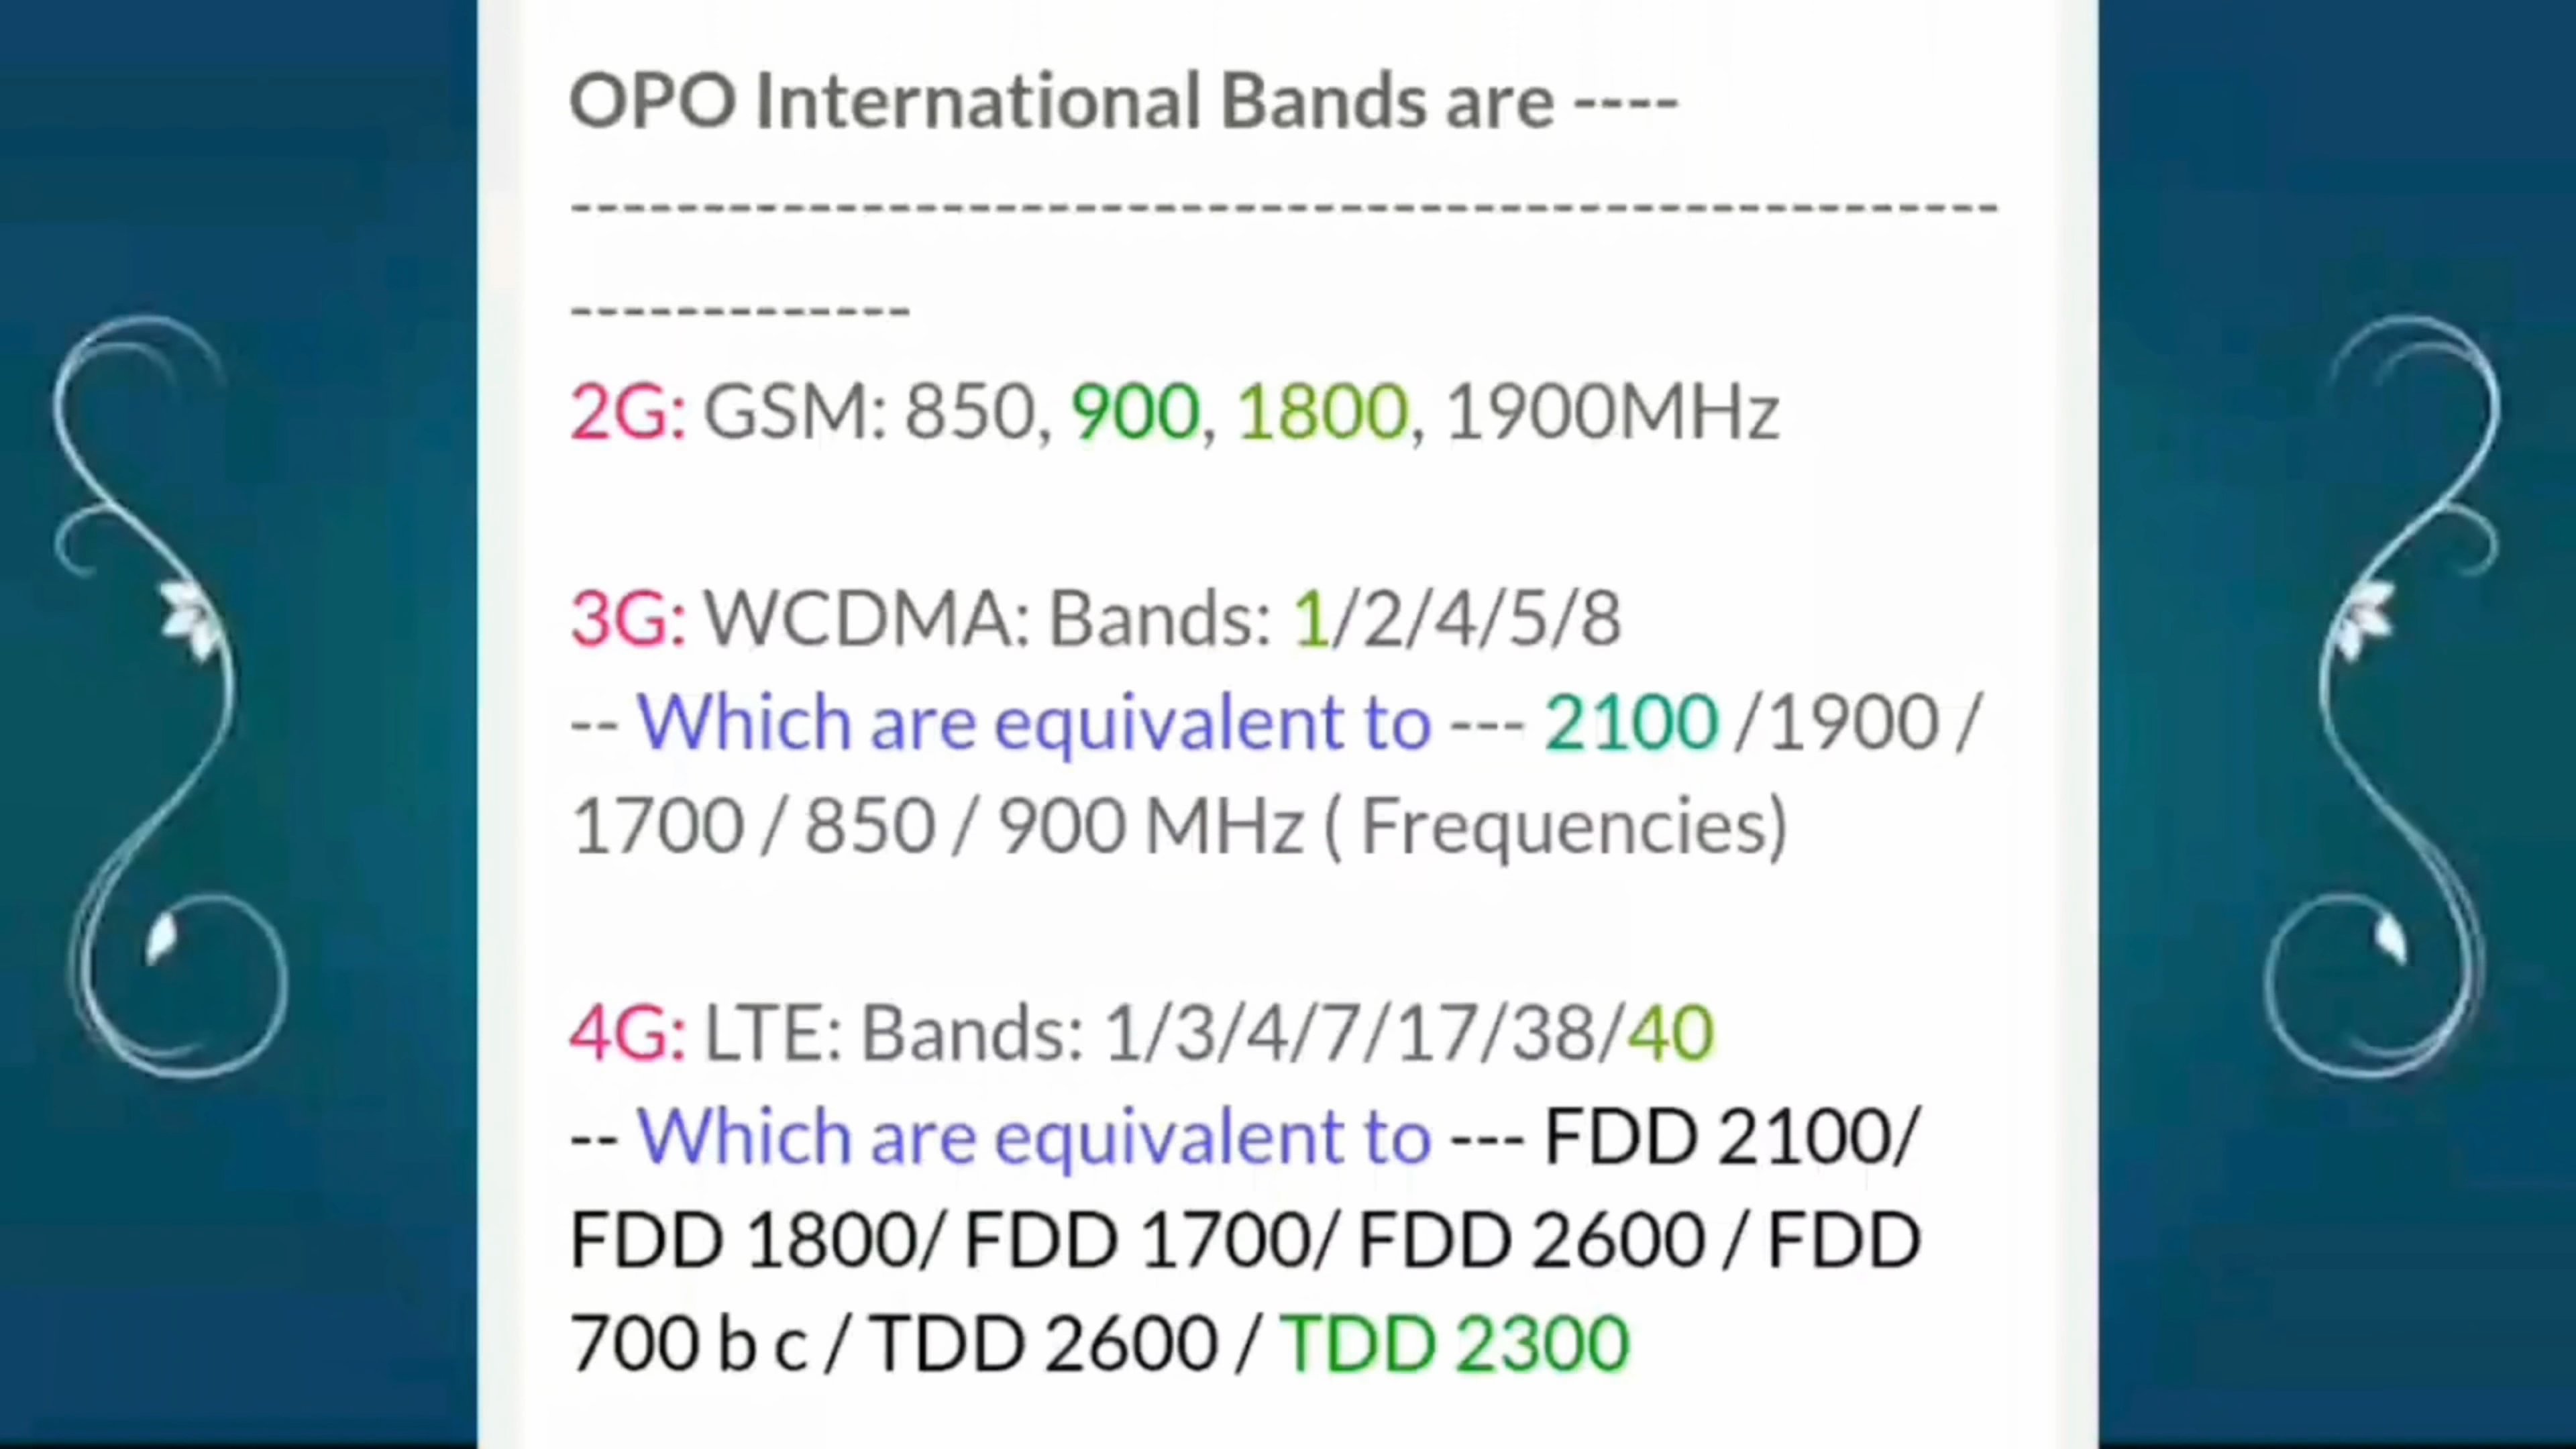 OPO International Bands are ----
------------------------------------------------------
-------------
2G: GSM: 850, 900, 1800, 1900MHz
3G: WCDMA: Bands: 1/2/4/5/8
-- Which are equivalent to --- 2100 /1900 /
1700 / 850 / 900 MHz ( Frequencies)
4G: LTE: Bands: 1/3/4/7/17/38/40
-- Which are equivalent to --- FDD 2100/
FDD 1800/ FDD 1700/ FDD 2600 / FDD
700 b c / TDD 2600 / TDD 2300